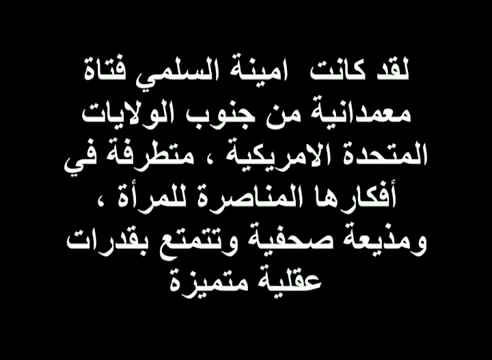 لقد كانت  امينة السلمي فتاة
معمدانية من جنوب الولايات
المتحدة الامريكية ، متطرفة في
أفكارها المناصرة للمرأة ،
ومذيعة صحفية وتتمتع بقدرات
عقلية متميزة